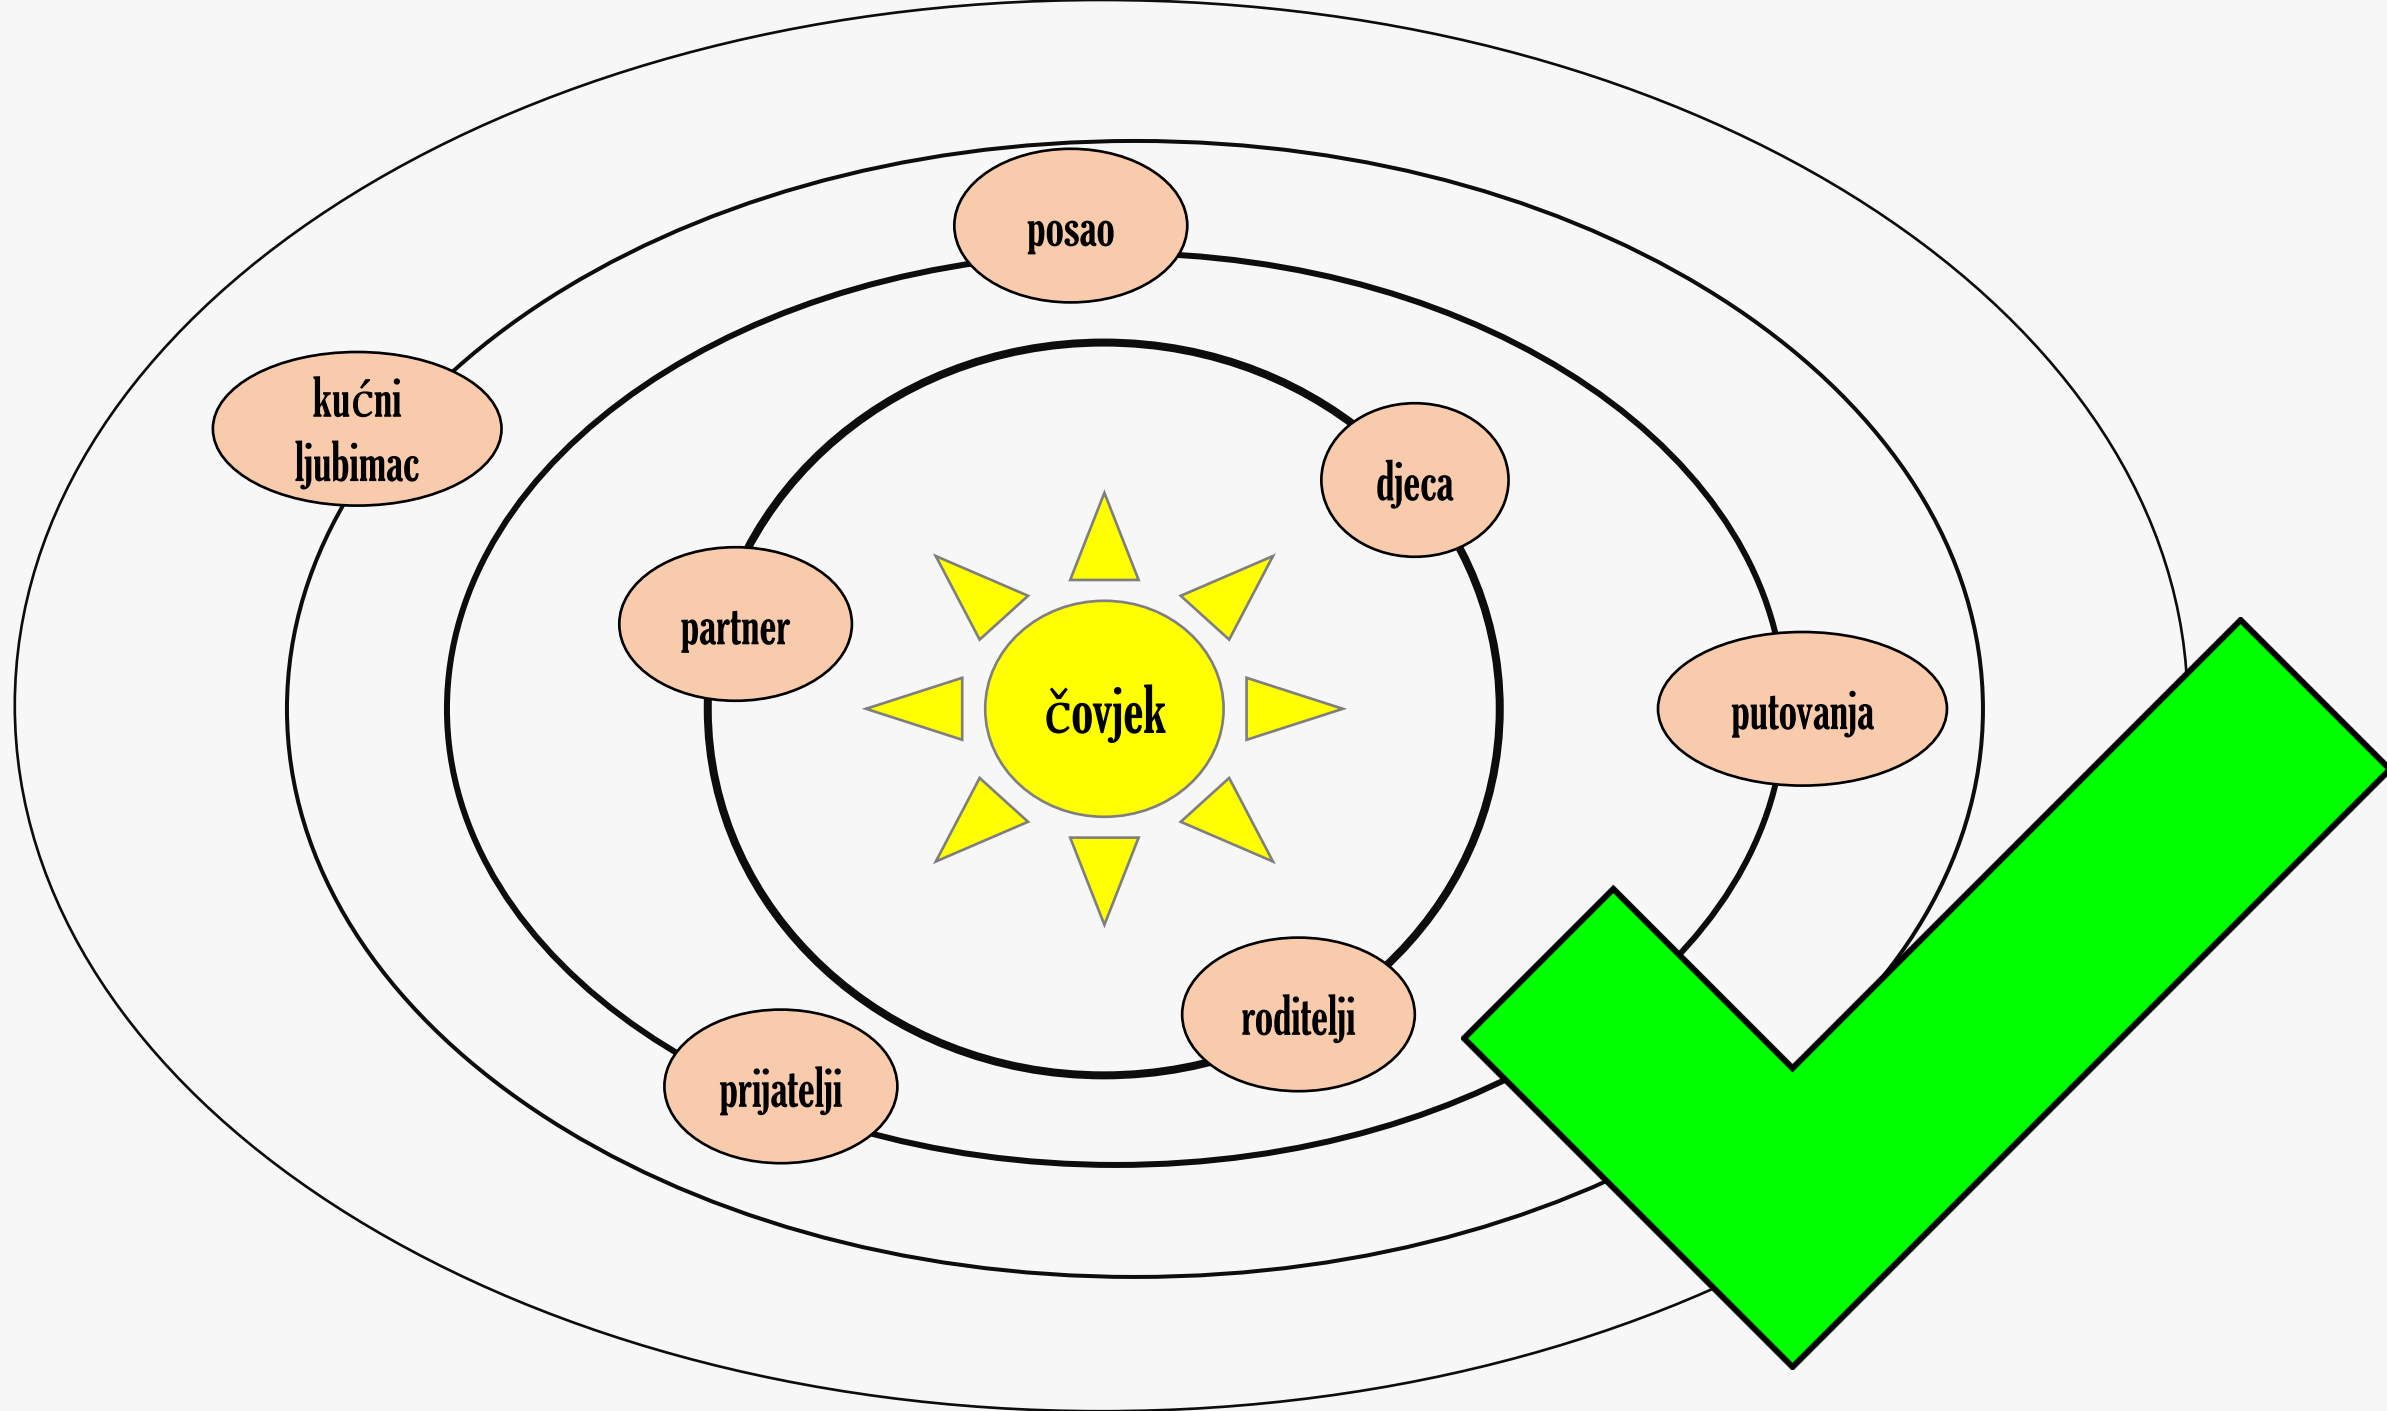 posao
kućni
ljubimac
djeca
partner
čovjek
putovanja
roditelji
prijatelji